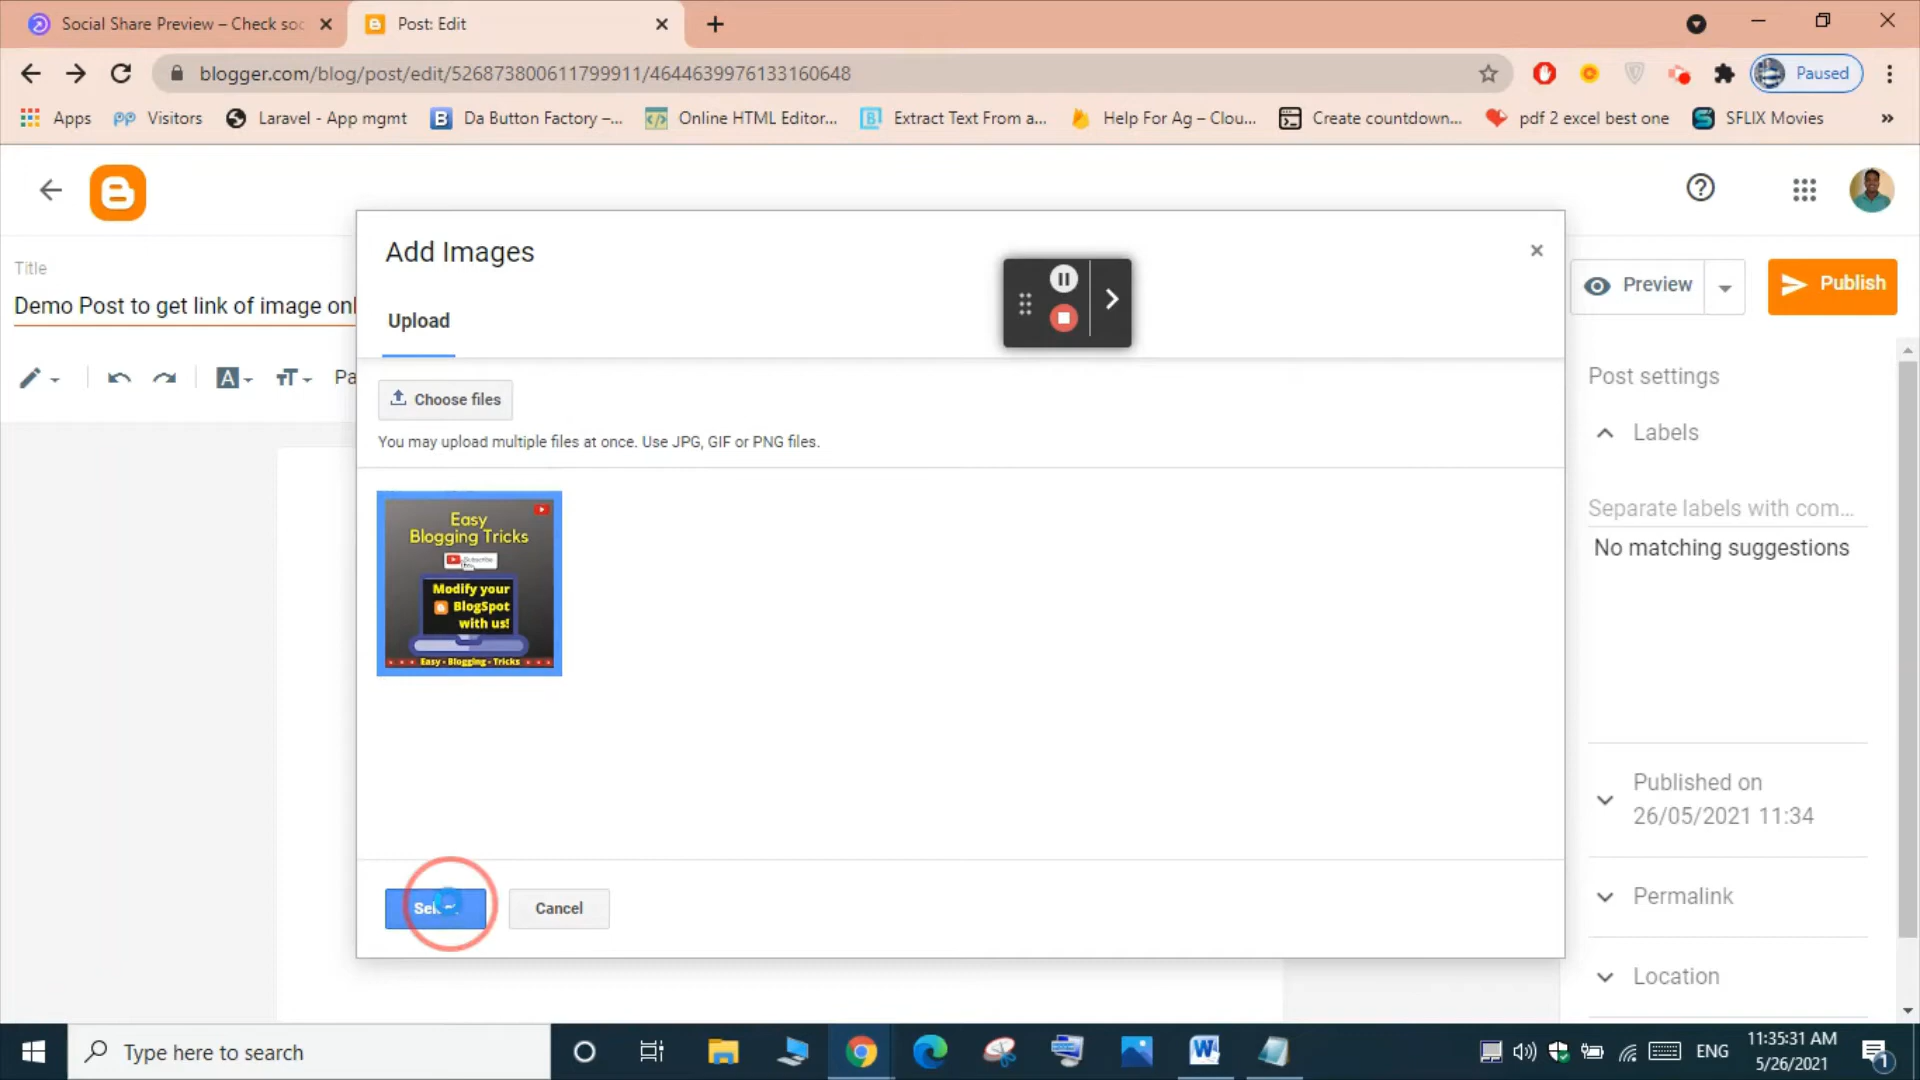 Social Share Preview – Check soc
Post: Edit
blogger.com/blog/post/edit/526873800611799911/4644639976133160648
Paused
Apps
Visitors
Laravel - App mgmt
Da Button Factory –...
Online HTML Editor...
Extract Text From a...
Help For Ag – Clou...
Create countdown...
pdf 2 excel best one
SFLIX Movies
Title
Demo Post to get link of image onl
Add Images
Upload
Choose files
You may upload multiple files at once. Use JPG, GIF or PNG files.
Easy
Blogging Tricks
Subscribe
Modify your
BlogSpot
with us!
Easy - Blogging - Tricks
Cancel
Preview
Publish
Post settings
Labels
Separate labels with com...
No matching suggestions
Published on
26/05/2021 11:34
Permalink
Location
Type here to search
ENG
11:35:31 AM
5/26/2021
1